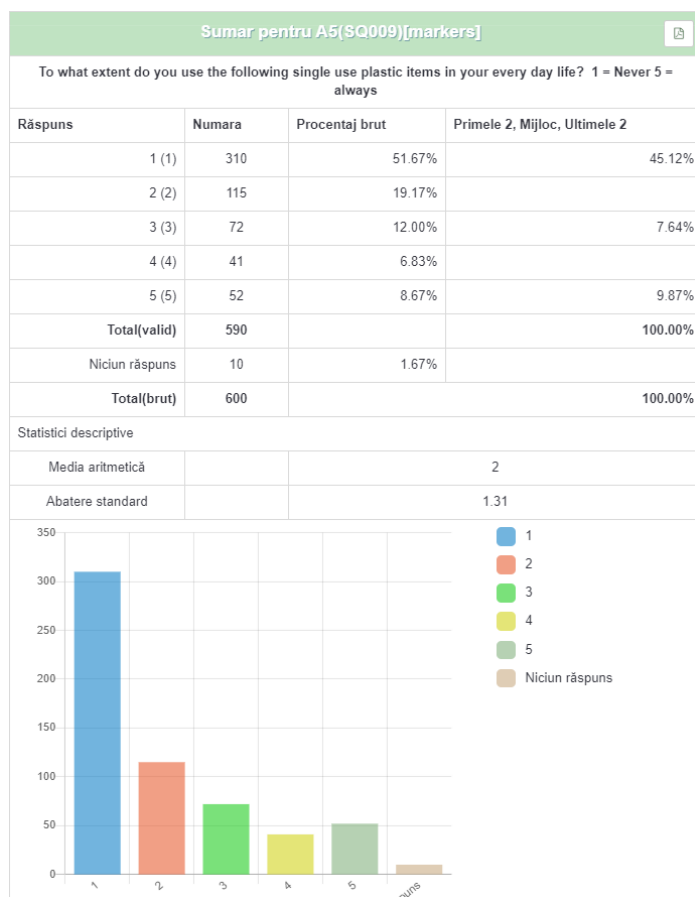 Sumar pentru A5(SQ009)[markers]
To what extent do you use the following single use plastic items in your every day life? 1 = Never 5 =
always
Răspuns Numara Procentaj brut Primele 2, Mijloc, Ultimele 2
1 (1) 310 51.67% 45.12%
2 (2) 115 19.17%
3 (3) 72 12.00% 7.64%
4 (4) 41 6.83%
5 (5) 52 8.67% 9.87%
Total(valid) 590 100.00%
Niciun răspuns 10 1.67%
Total(brut) 600 100.00%
Statistici descriptive
Media aritmetică 2
Abatere standard 1.31
350
300
250
200
150
100
50
0
1 2 3 4 5
1
2
3
4
5
Niciun răspuns